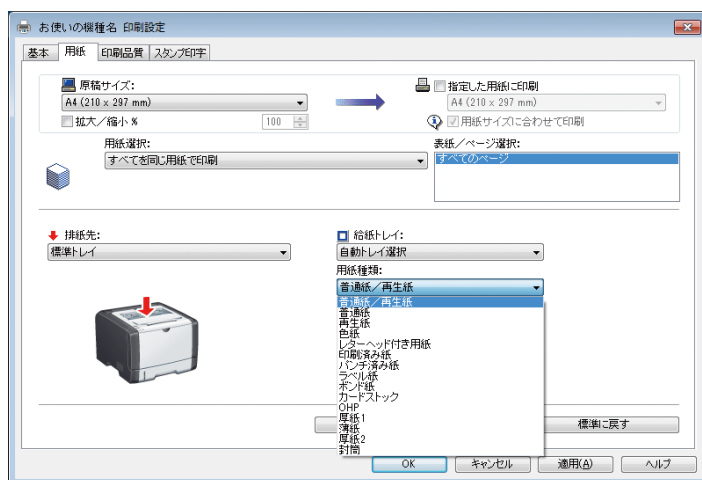 お使いの機種名 印刷設定
基本 用紙 印刷品質 スタンプ印字
原稿サイズ:
A4 (210 x 297 mm)
拡大／縮小 %
100
指定した用紙に印刷
A4 (210 x 297 mm)
用紙サイズに合わせて印刷
用紙選択:
すべてを同じ用紙で印刷
表紙／ページ選択:
すべてのページ
排紙先:
標準トレイ
給紙トレイ:
自動トレイ選択
用紙種類:
普通紙／再生紙
普通紙／再生紙
普通紙
再生紙
色紙
レターヘッド付き用紙
印刷済み紙
パンチ済み紙
ラベル紙
ボンド紙
カードストック
OHP
厚紙1
薄紙
厚紙2
封筒
標準に戻す
OK キャンセル 適用(A) ヘルプ